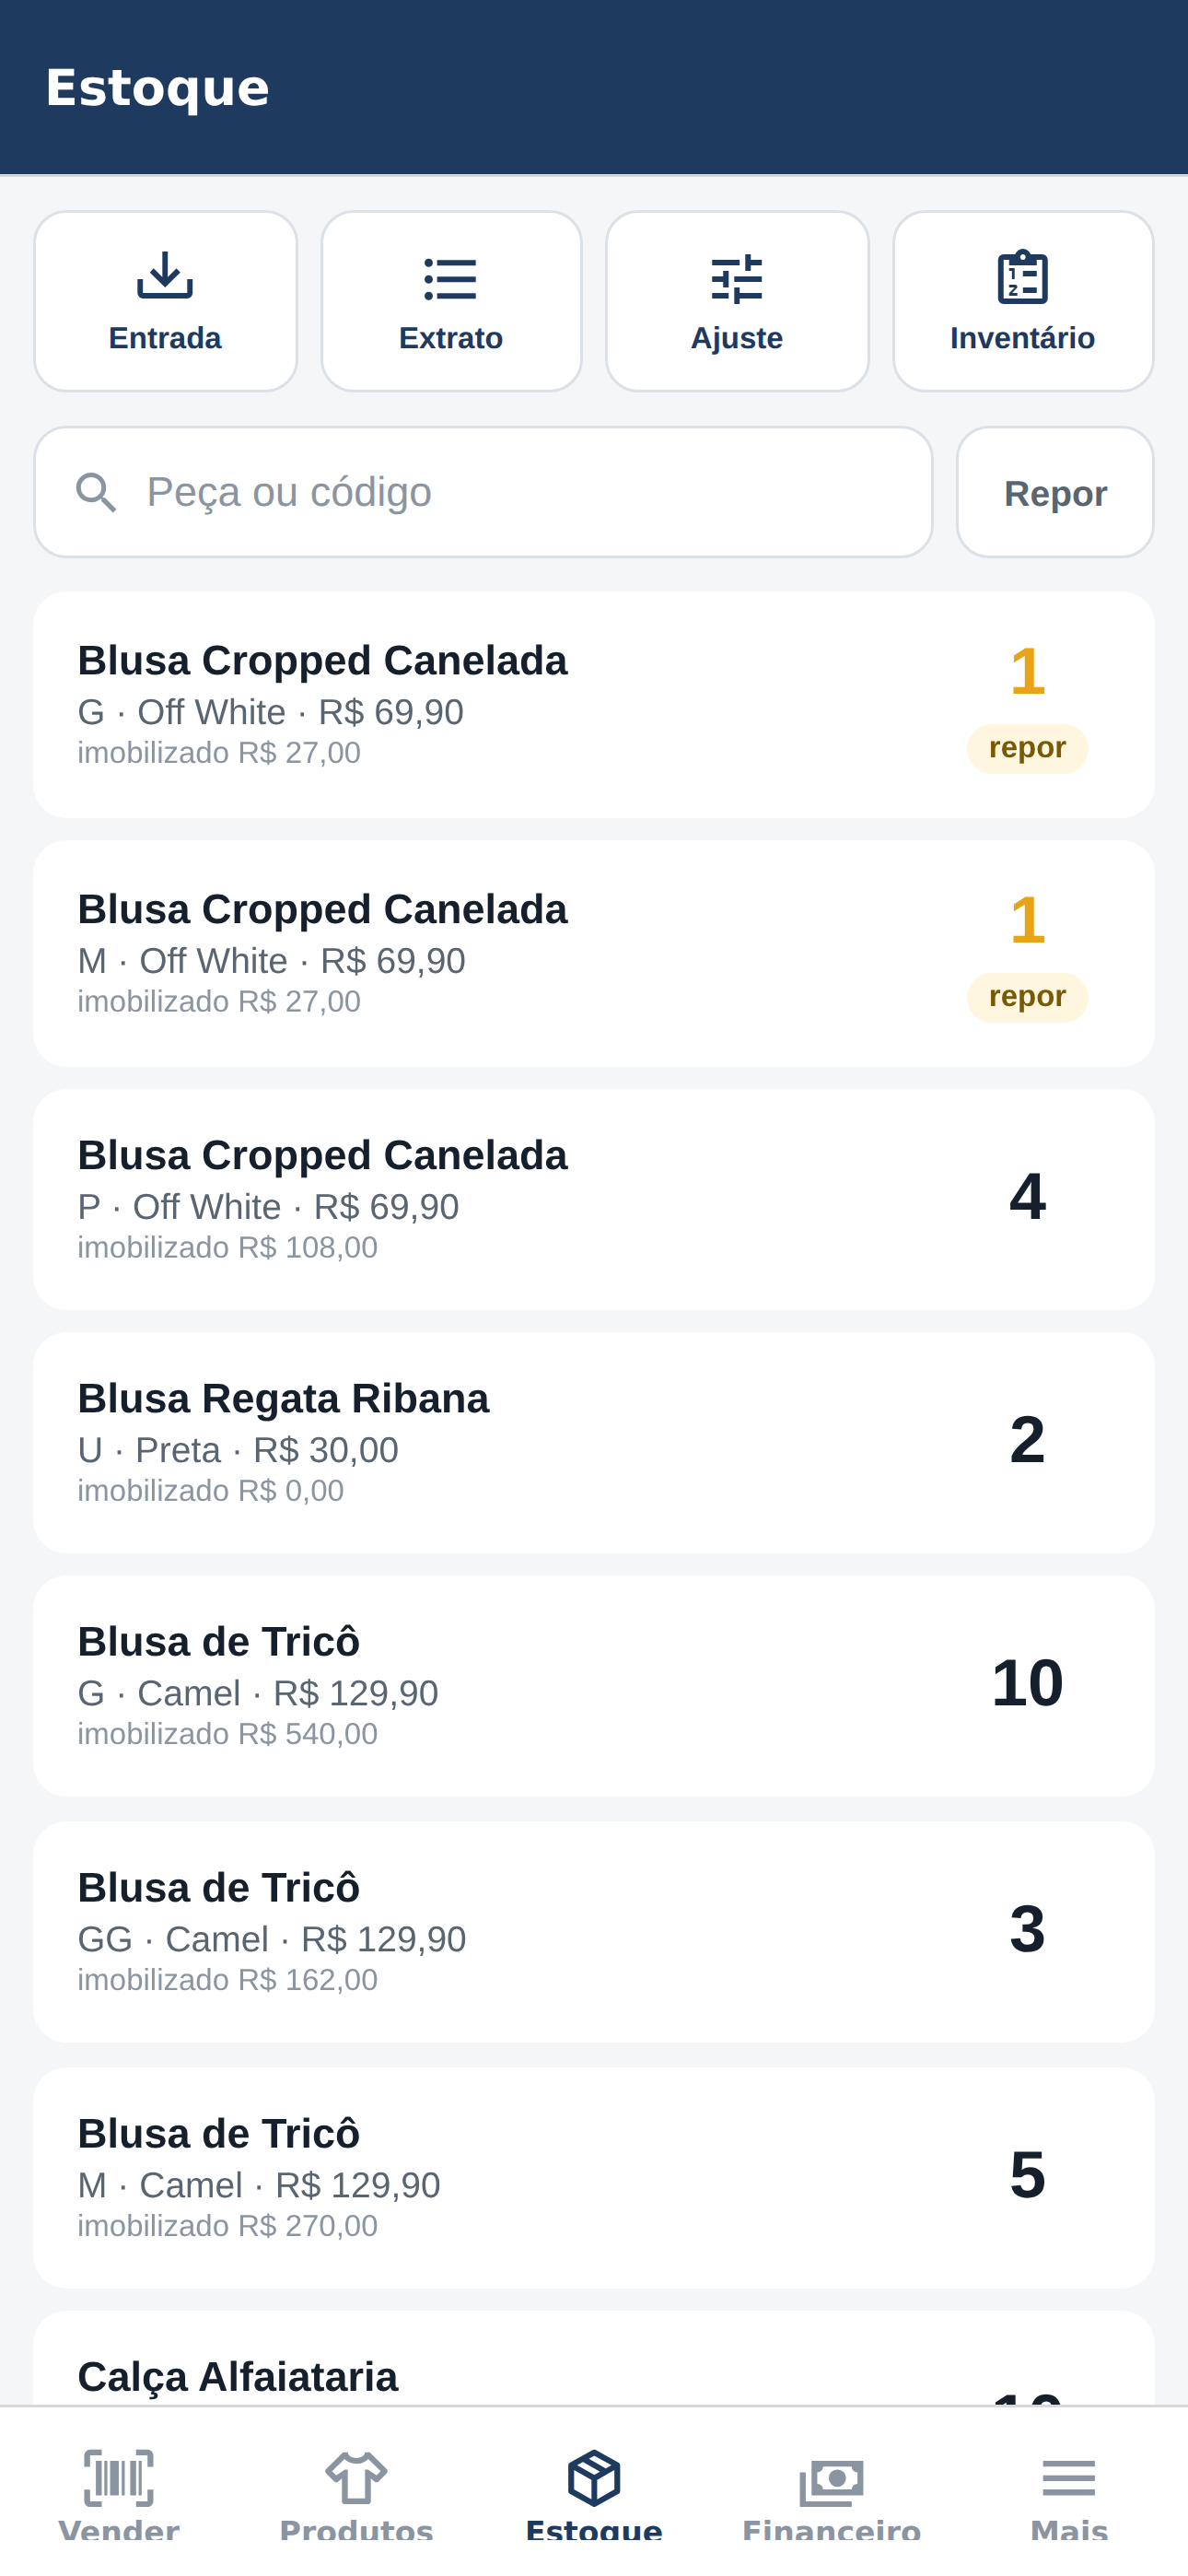 Estoque
Entrada
Extrato
Ajuste
Inventário
Peça ou código
Repor
Blusa Cropped Canelada
G · Off White · R$ 69,90
imobilizado R$ 27,00
1
repor
Blusa Cropped Canelada
M · Off White · R$ 69,90
imobilizado R$ 27,00
1
repor
Blusa Cropped Canelada
P · Off White · R$ 69,90
imobilizado R$ 108,00
4
Blusa Regata Ribana
U · Preta · R$ 30,00
imobilizado R$ 0,00
2
Blusa de Tricô
G · Camel · R$ 129,90
imobilizado R$ 540,00
10
Blusa de Tricô
GG · Camel · R$ 129,90
imobilizado R$ 162,00
3
Blusa de Tricô
M · Camel · R$ 129,90
imobilizado R$ 270,00
5
Calça Alfaiataria
Vender
Produtos
Estoque
Financeiro
Mais